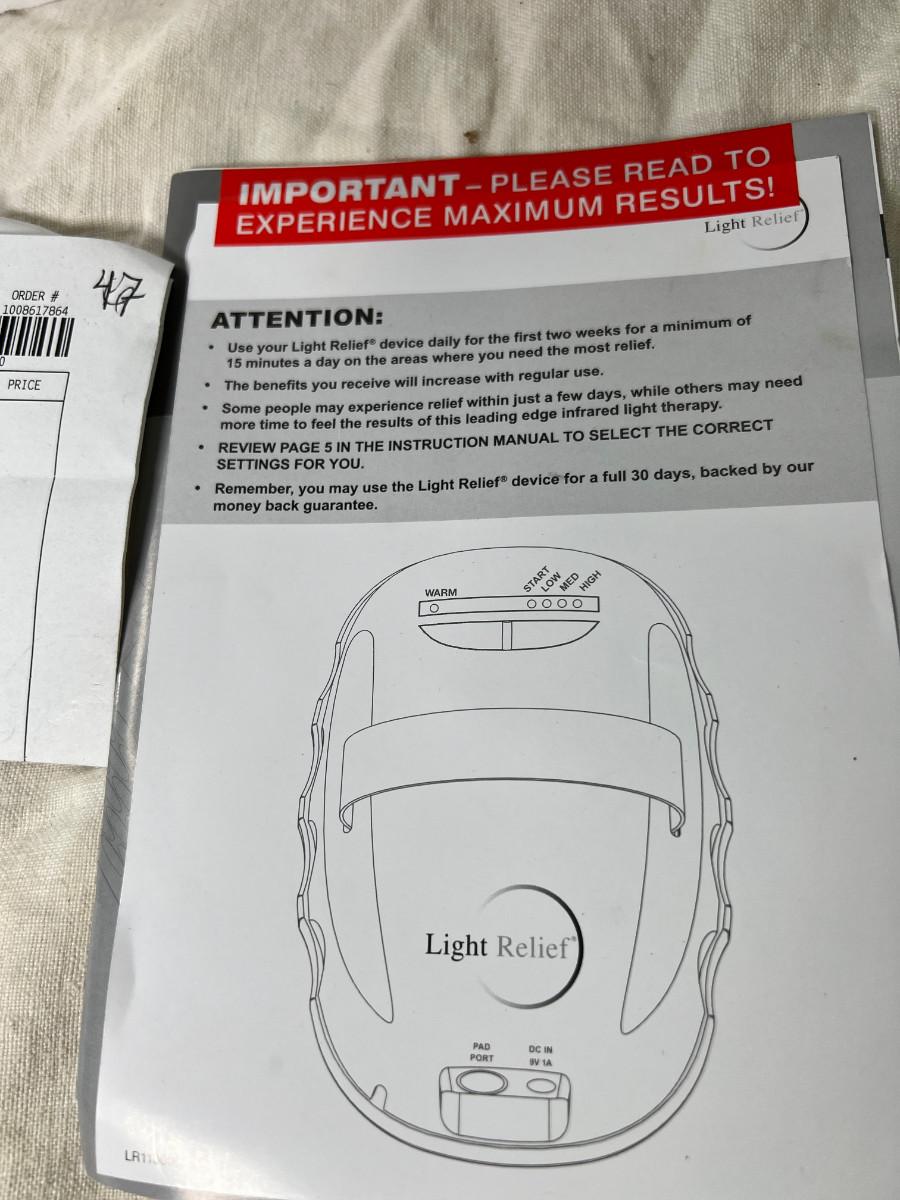 IMPORTANT – PLEASE READ TO
EXPERIENCE MAXIMUM RESULTS!
Light Relief
ORDER #
1008617864
0
PRICE
ATTENTION:
• Use your Light Relief® device daily for the first two weeks for a minimum of
15 minutes a day on the areas where you need the most relief.
• The benefits you receive will increase with regular use.
• Some people may experience relief within just a few days, while others may need
more time to feel the results of this leading edge infrared light therapy.
• REVIEW PAGE 5 IN THE INSTRUCTION MANUAL TO SELECT THE CORRECT
SETTINGS FOR YOU.
• Remember, you may use the Light Relief® device for a full 30 days, backed by our
money back guarantee.
WARM
START
LOW
MED
HIGH
Light Relief®
PAD
PORT
DC IN
9V 1A